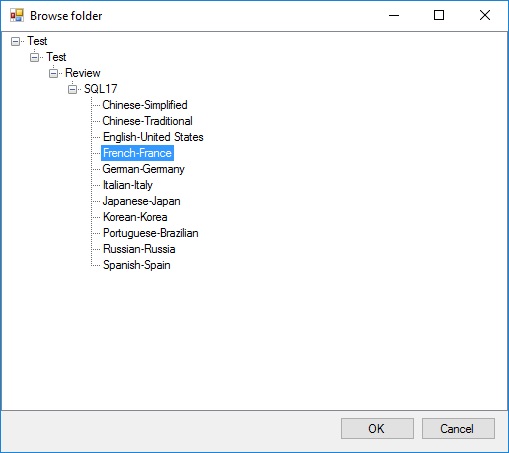 Browse folder
Test
Test
Review
SQL17
Chinese-Simplified
Chinese-Traditional
English-United States
French-France
German-Germany
Italian-Italy
Japanese-Japan
Korean-Korea
Portuguese-Brazilian
Russian-Russia
Spanish-Spain
OK Cancel